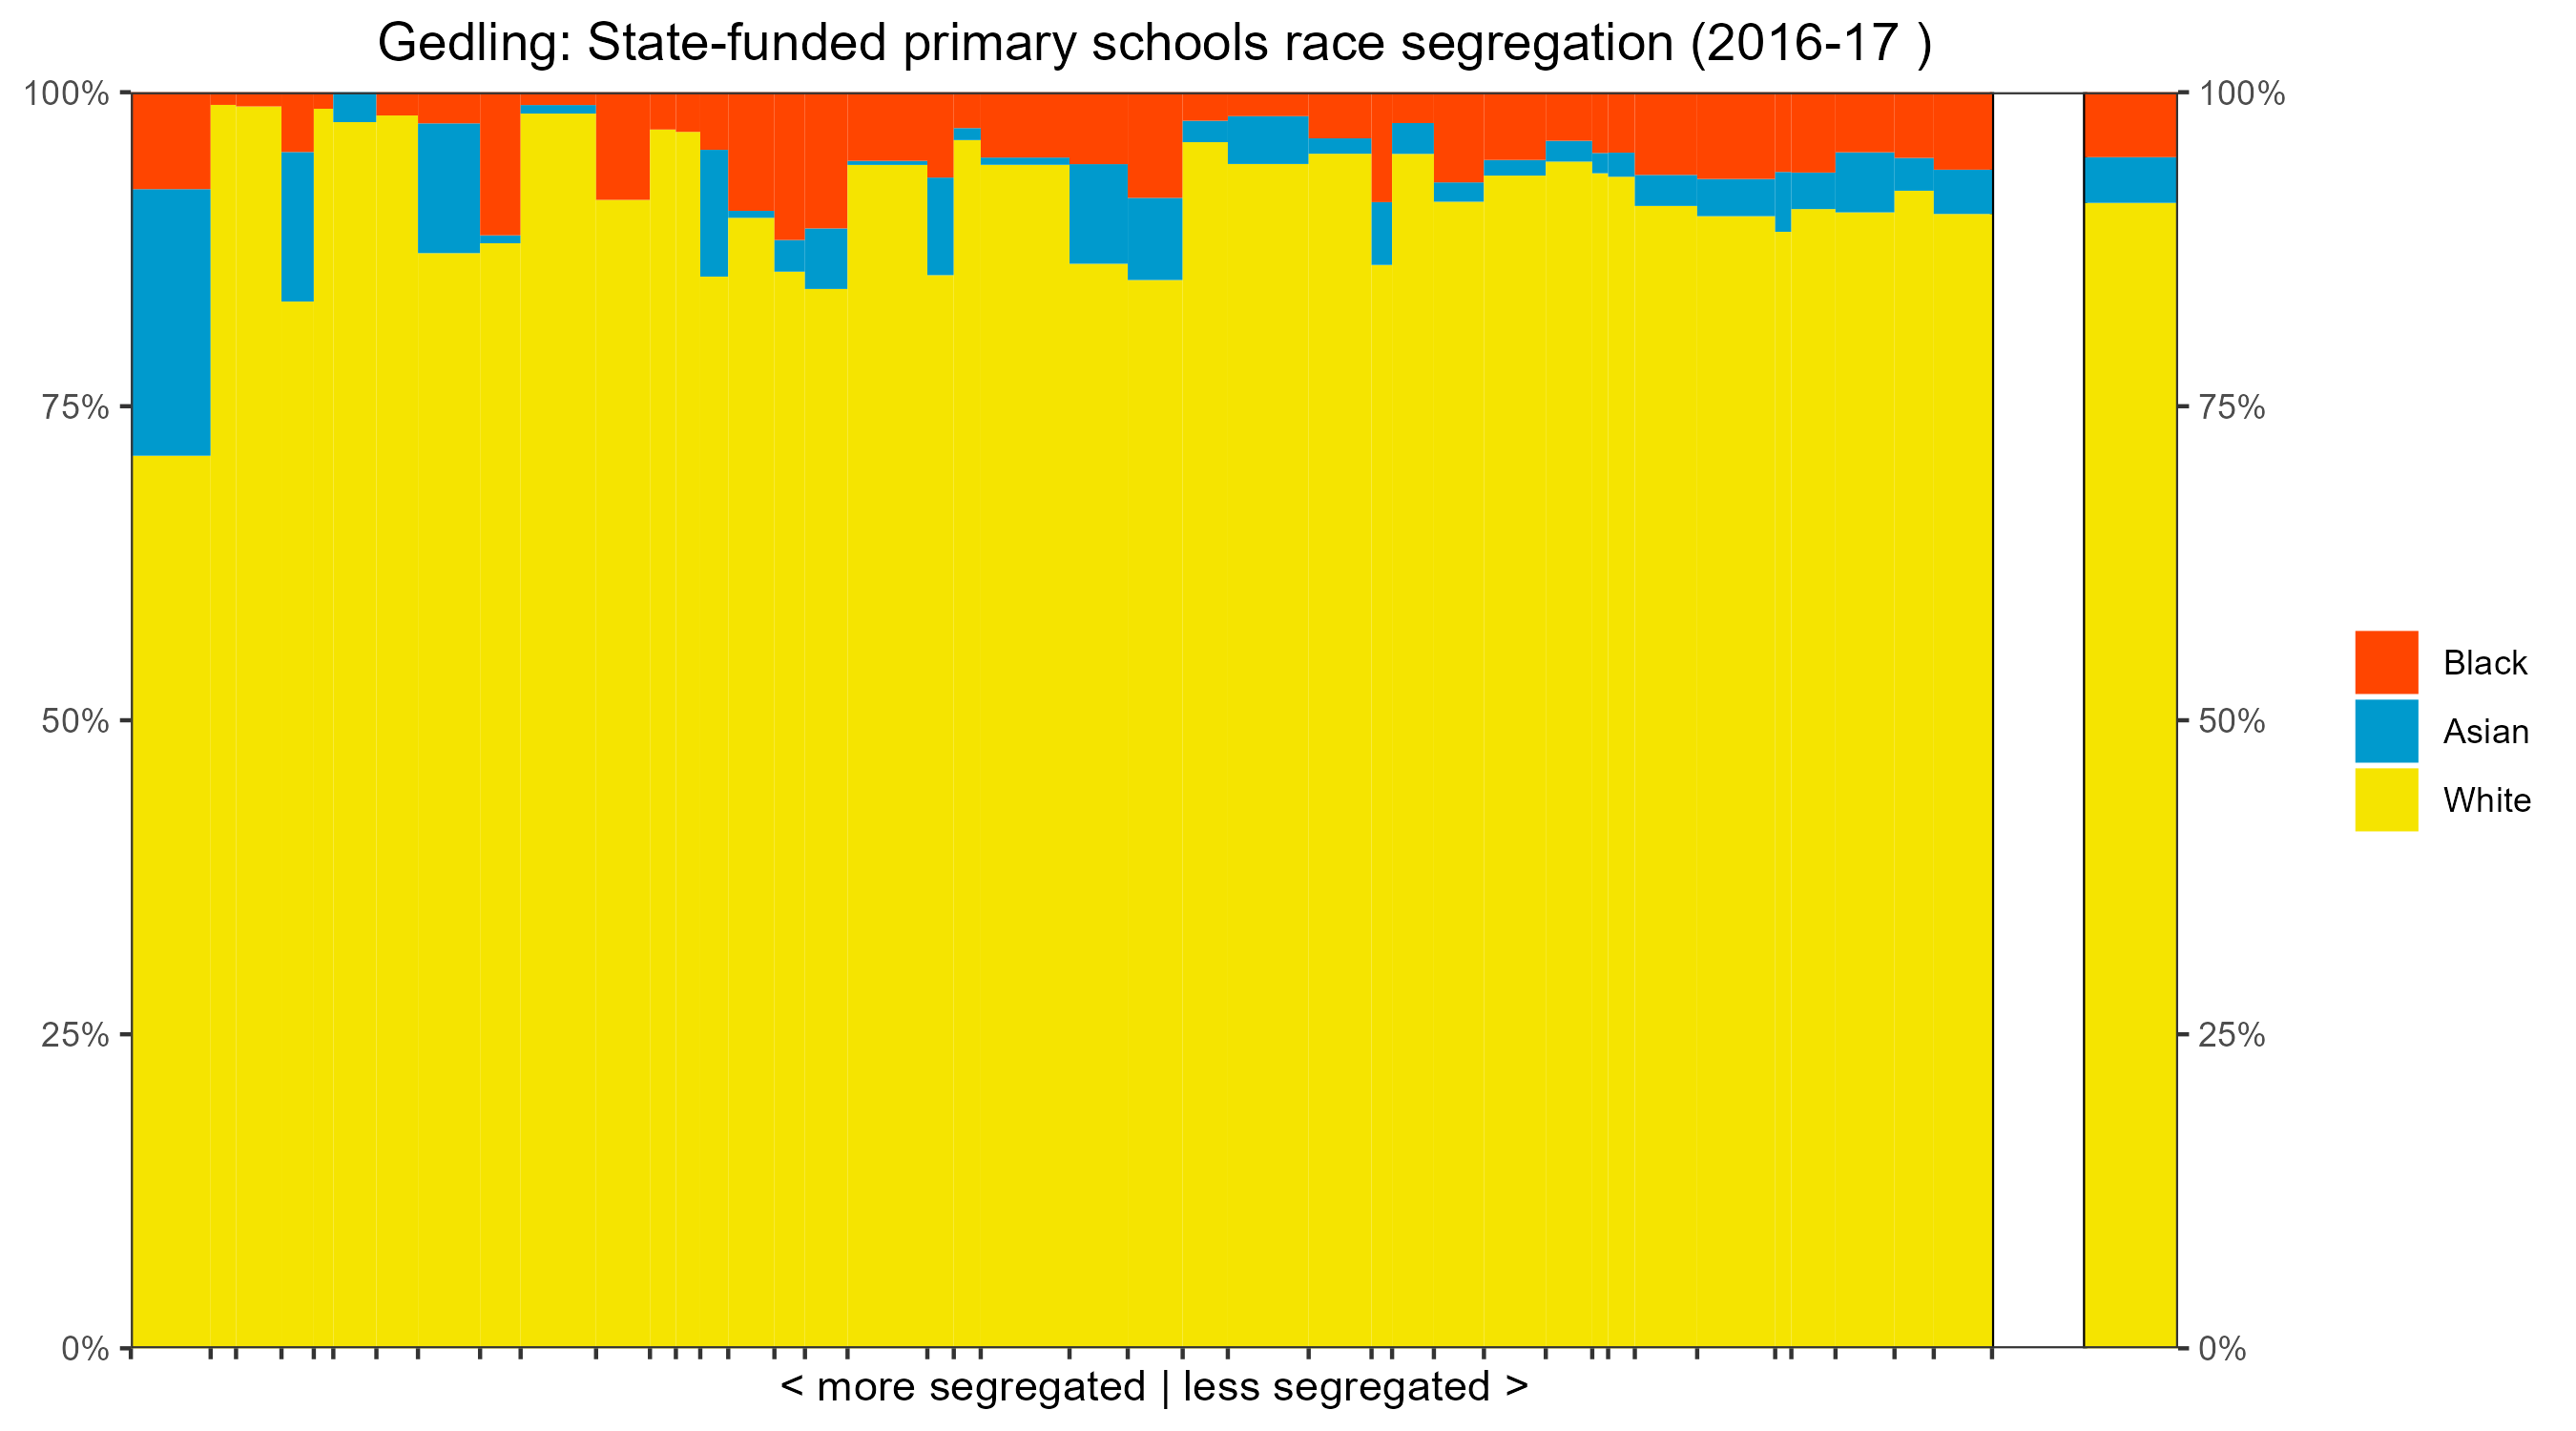 Gedling: State-funded primary schools race segregation (2016-17 )
100%
75%
50%
25%
0%
100%
75%
50%
25%
0%
Black
Asian
White
< more segregated | less segregated >